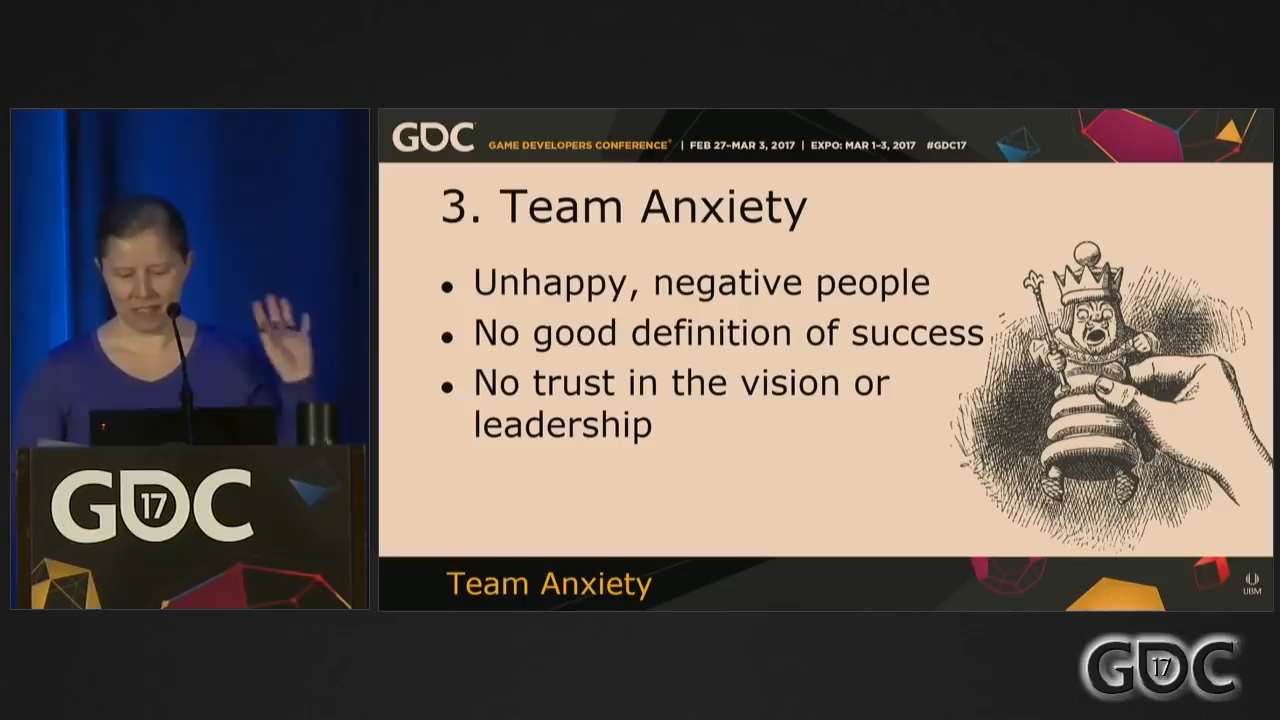 GDC
GAME DEVELOPERS CONFERENCE® | FEB 27–MAR 3, 2017 | EXPO: MAR 1–3, 2017 #GDC17
3. Team Anxiety
• Unhappy, negative people
• No good definition of success
• No trust in the vision or
leadership
Team Anxiety
UBM
GDC
17
GDC
17